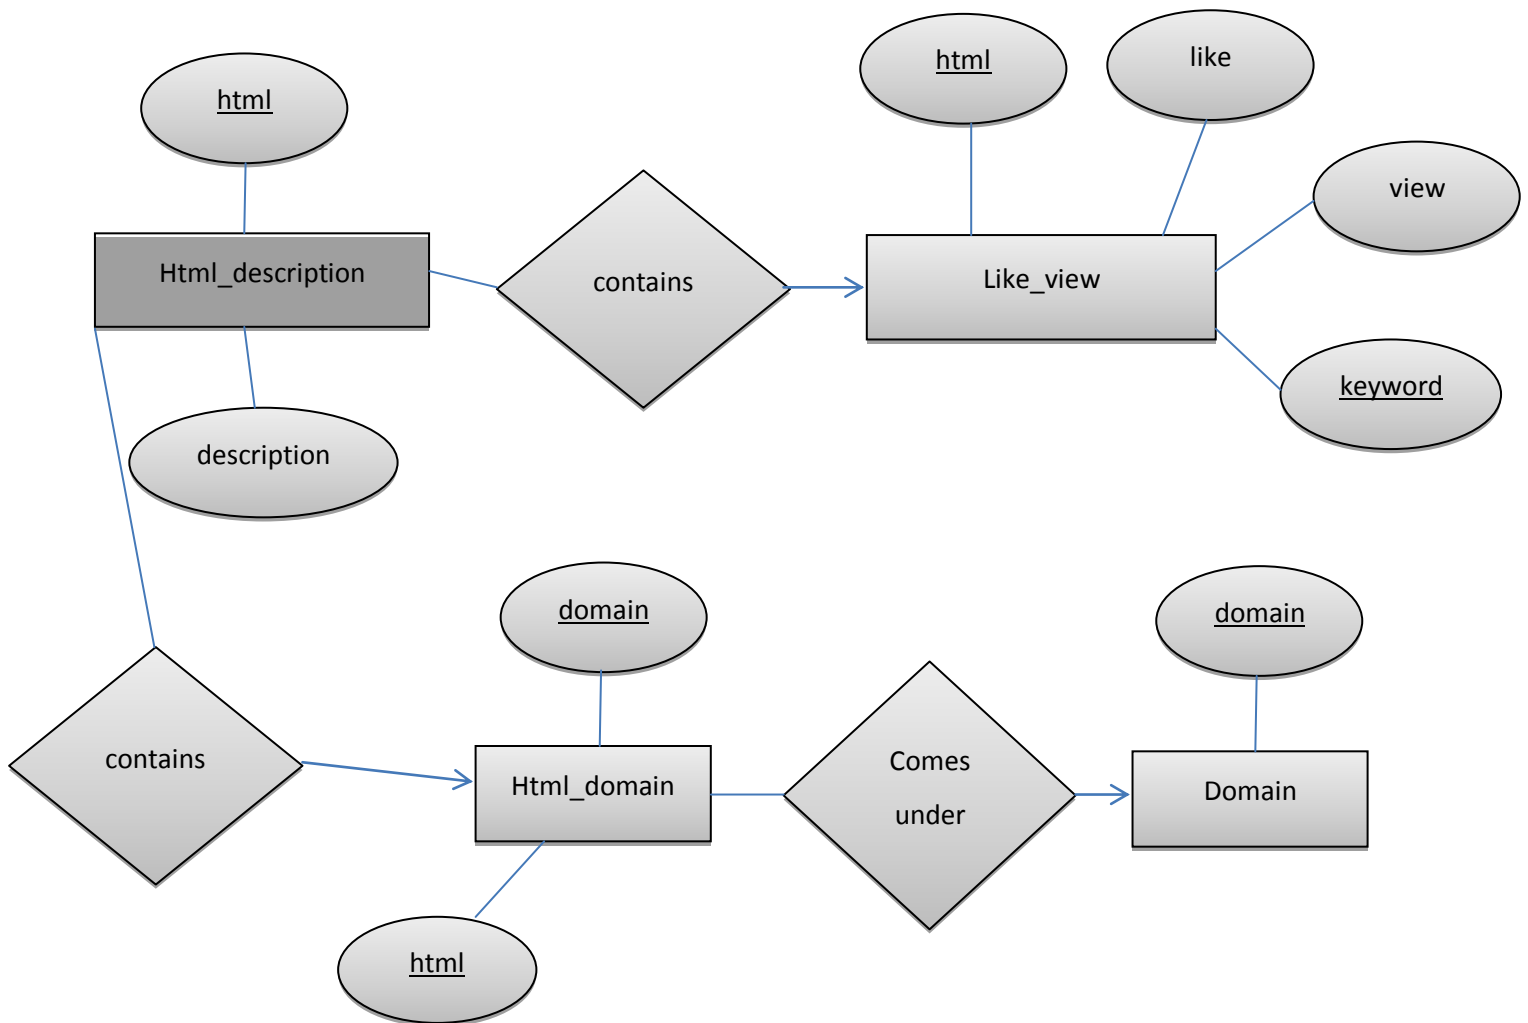 html
html
like
view
Html_description
contains
Like_view
keyword
description
domain
domain
contains
Html_domain
Comes
under
Domain
html